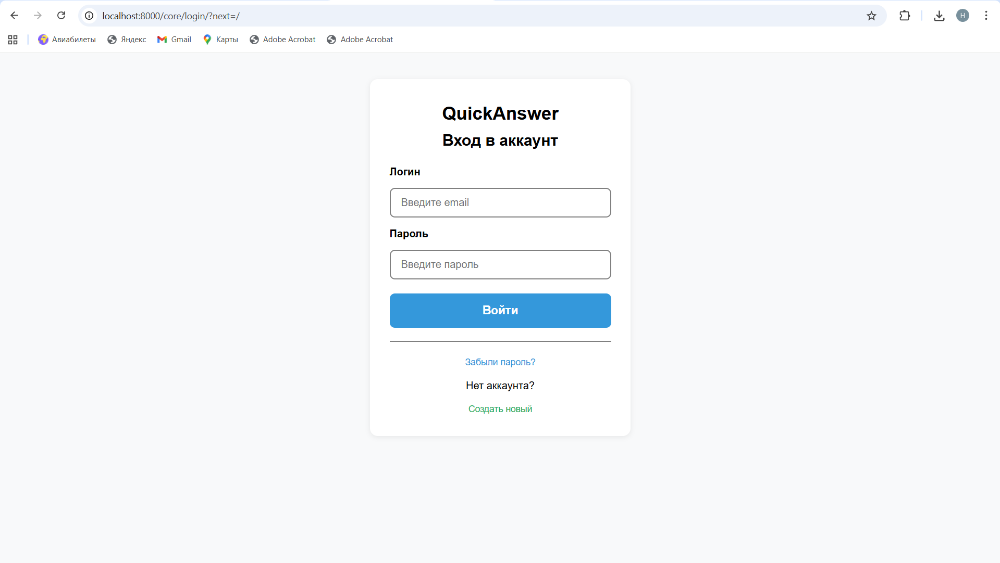 localhost:8000/core/login/?next=/
H
Авиабилеты Яндекс Gmail Карты Adobe Acrobat Adobe Acrobat
QuickAnswer
Вход в аккаунт
Логин
Введите email
Пароль
Введите пароль
Войти
Забыли пароль?
Нет аккаунта?
Создать новый